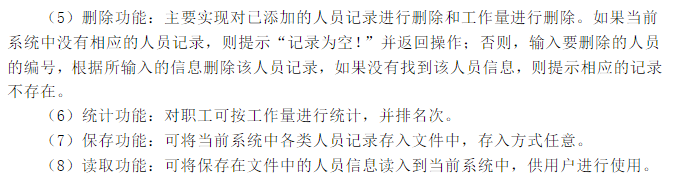 （5）删除功能：主要实现对已添加的人员记录进行删除和工作量进行删除。如果当前
系统中没有相应的人员记录，则提示“记录为空！”并返回操作；否则，输入要删除的人员
的编号，根据所输入的信息删除该人员记录，如果没有找到该人员信息，则提示相应的记录
不存在。
（6）统计功能：对职工可按工作量进行统计，并排名次。
（7）保存功能：可将当前系统中各类人员记录存入文件中，存入方式任意。
（8）读取功能：可将保存在文件中的人员信息读入到当前系统中，供用户进行使用。